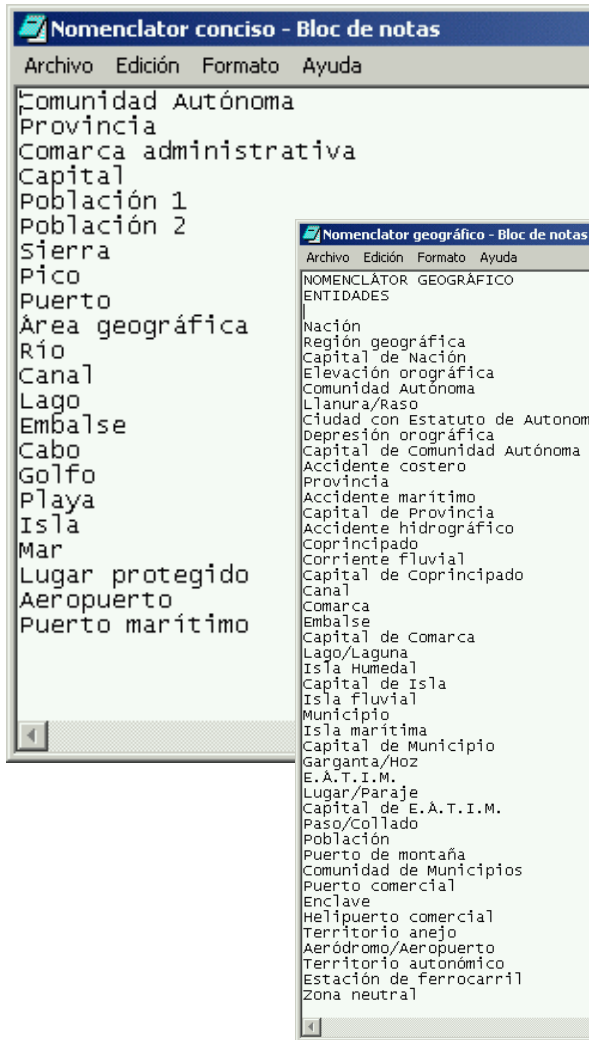 Nomenclator conciso - Bloc de notas
Archivo Edición Formato Ayuda
Comunidad Autónoma
Provincia
Comarca administrativa
Capital
Población 1
Población 2
Sierra
Pico
Puerto
Área geográfica
Río
Canal
Lago
Embalse
Cabo
Golfo
Playa
Isla
Mar
Lugar protegido
Aeropuerto
Puerto marítimo
Nomenclator geográfico - Bloc de notas
Archivo Edición Formato Ayuda
NOMENCLÁTOR GEOGRÁFICO
ENTIDADES
Nación
Región geográfica
Capital de Nación
Elevación orográfica
Comunidad Autónoma
Llanura/Raso
Ciudad con Estatuto de Autonom
Depresión orográfica
Capital de Comunidad Autónoma
Accidente costero
Provincia
Accidente marítimo
Capital de Provincia
Accidente hidrográfico
Coprincipado
Corriente fluvial
Capital de Coprincipado
Canal
Comarca
Embalse
Capital de Comarca
Lago/Laguna
Isla Humedal
Capital de Isla
Isla fluvial
Municipio
Isla marítima
Capital de Municipio
Garganta/Hoz
E.Á.T.I.M.
Lugar/Paraje
Capital de E.Á.T.I.M.
Paso/Collado
Población
Puerto de montaña
Comunidad de Municipios
Puerto comercial
Enclave
Helipuerto comercial
Territorio anejo
Aeródromo/Aeropuerto
Territorio autonómico
Estación de ferrocarril
Zona neutral